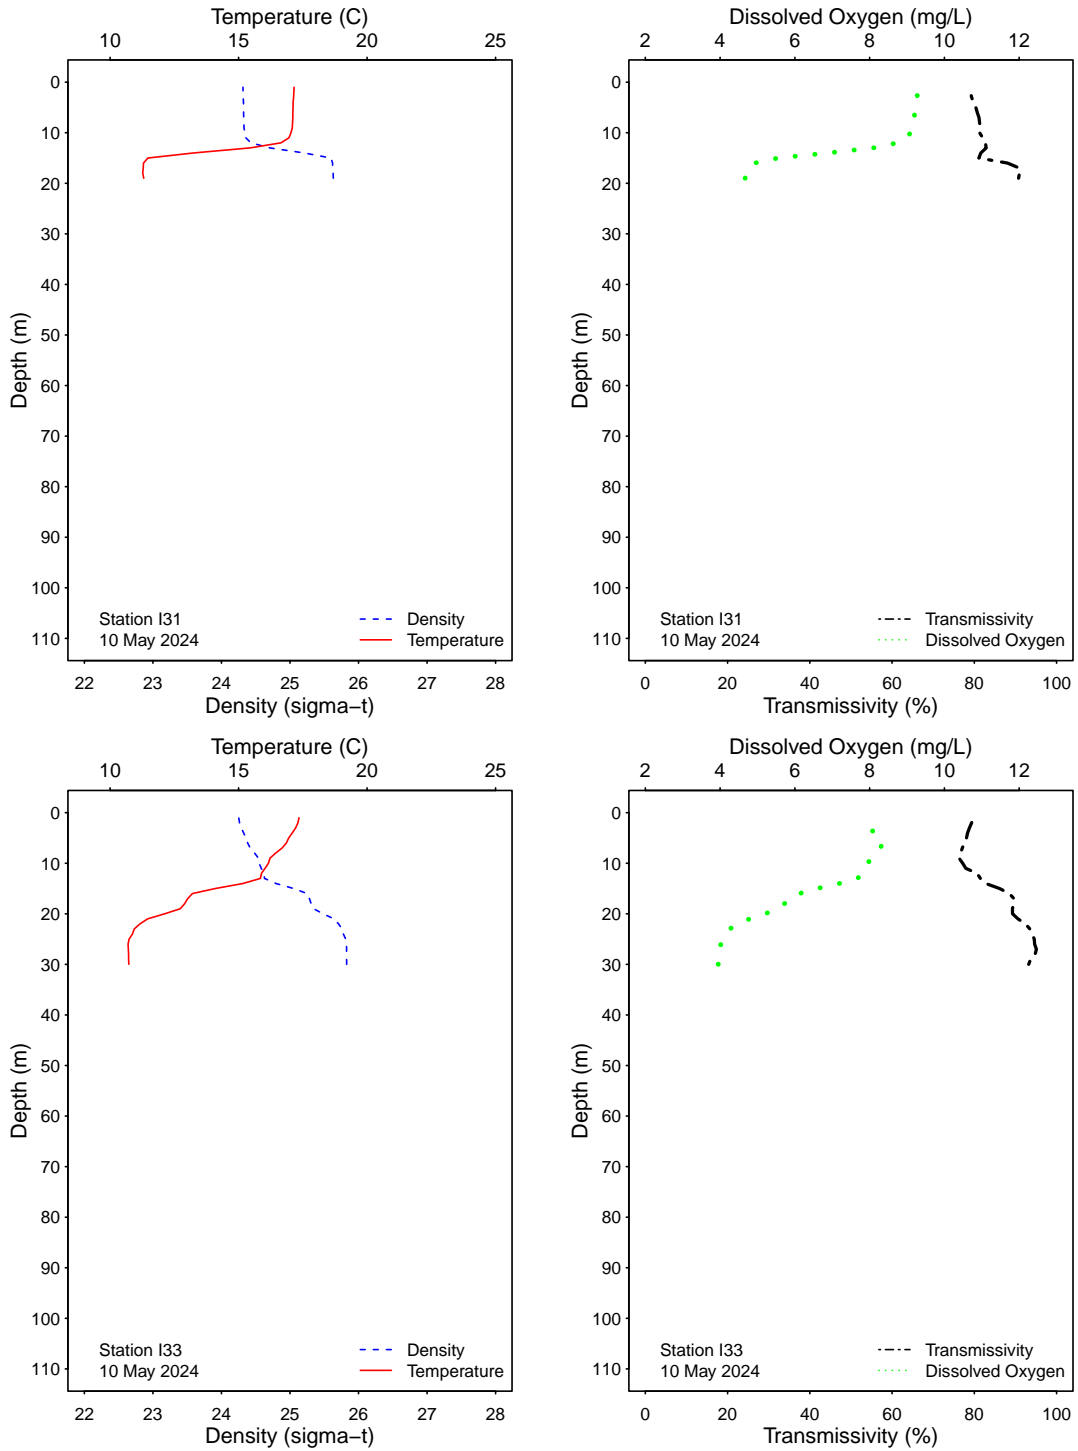 Temperature (C)
10 15 20 25
0
10
20
30
40
50
60
70
80
90
100
110
Depth (m)
Station I31
10 May 2024
Density
Temperature
22 23 24 25 26 27 28
Density (sigma−t)
Dissolved Oxygen (mg/L)
2 4 6 8 10 12
0
10
20
30
40
50
60
70
80
90
100
110
Depth (m)
Station I31
10 May 2024
Transmissivity
Dissolved Oxygen
0 20 40 60 80 100
Transmissivity (%)
Temperature (C)
10 15 20 25
0
10
20
30
40
50
60
70
80
90
100
110
Depth (m)
Station I33
10 May 2024
Density
Temperature
22 23 24 25 26 27 28
Density (sigma−t)
Dissolved Oxygen (mg/L)
2 4 6 8 10 12
0
10
20
30
40
50
60
70
80
90
100
110
Depth (m)
Station I33
10 May 2024
Transmissivity
Dissolved Oxygen
0 20 40 60 80 100
Transmissivity (%)